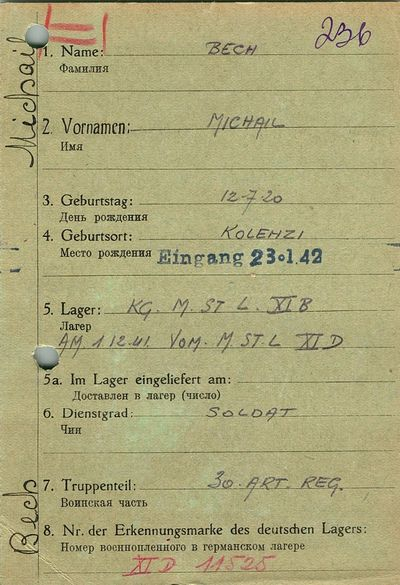 236
Michail
1. Name: BECH
Фамилия
2. Vornamen: MICHAIL
Имя
3. Geburtstag: 12-7-20
День рождения
4. Geburtsort: KOLENZI
Место рождения Eingang 23.1.42
5. Lager: KG. M. ST L. XI B
Лагер
AM 1.12.41. VOM. M. ST. L XI D
5a. Im Lager eingeliefert am:
Доставлен в лагер (число)
6. Dienstgrad: SOLDAT
Чин
7. Truppenteil: 30. ART. REG.
Воинская часть
Bech
8. Nr. der Erkennungsmarke des deutschen Lagers:
Номер военнопленного в германском лагере
XI D 11525